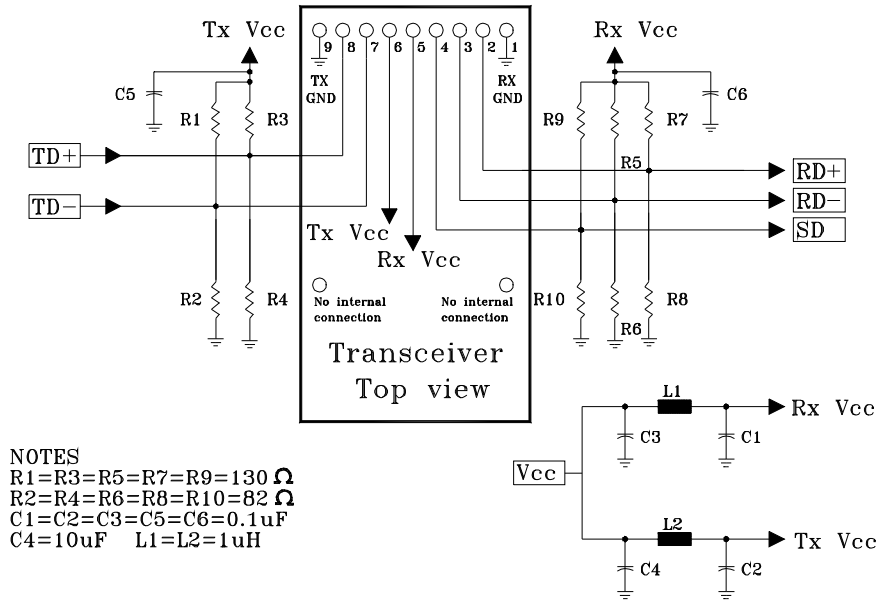 Tx Vcc
Rx Vcc
9 8 7 6 5 4 3 2 1
TX
GND
RX
GND
C5
C6
R1
R3
R9
R7
TD+
R5
RD+
TD-
RD-
Tx Vcc
SD
Rx Vcc
R2
R4
R10
R8
No internal
connection
No internal
connection
R6
Transceiver
Top view
L1
Rx Vcc
C3
C1
Vcc
L2
Tx Vcc
C4
C2
NOTES
R1=R3=R5=R7=R9=130 Ω
R2=R4=R6=R8=R10=82 Ω
C1=C2=C3=C5=C6=0.1uF
C4=10uF L1=L2=1uH